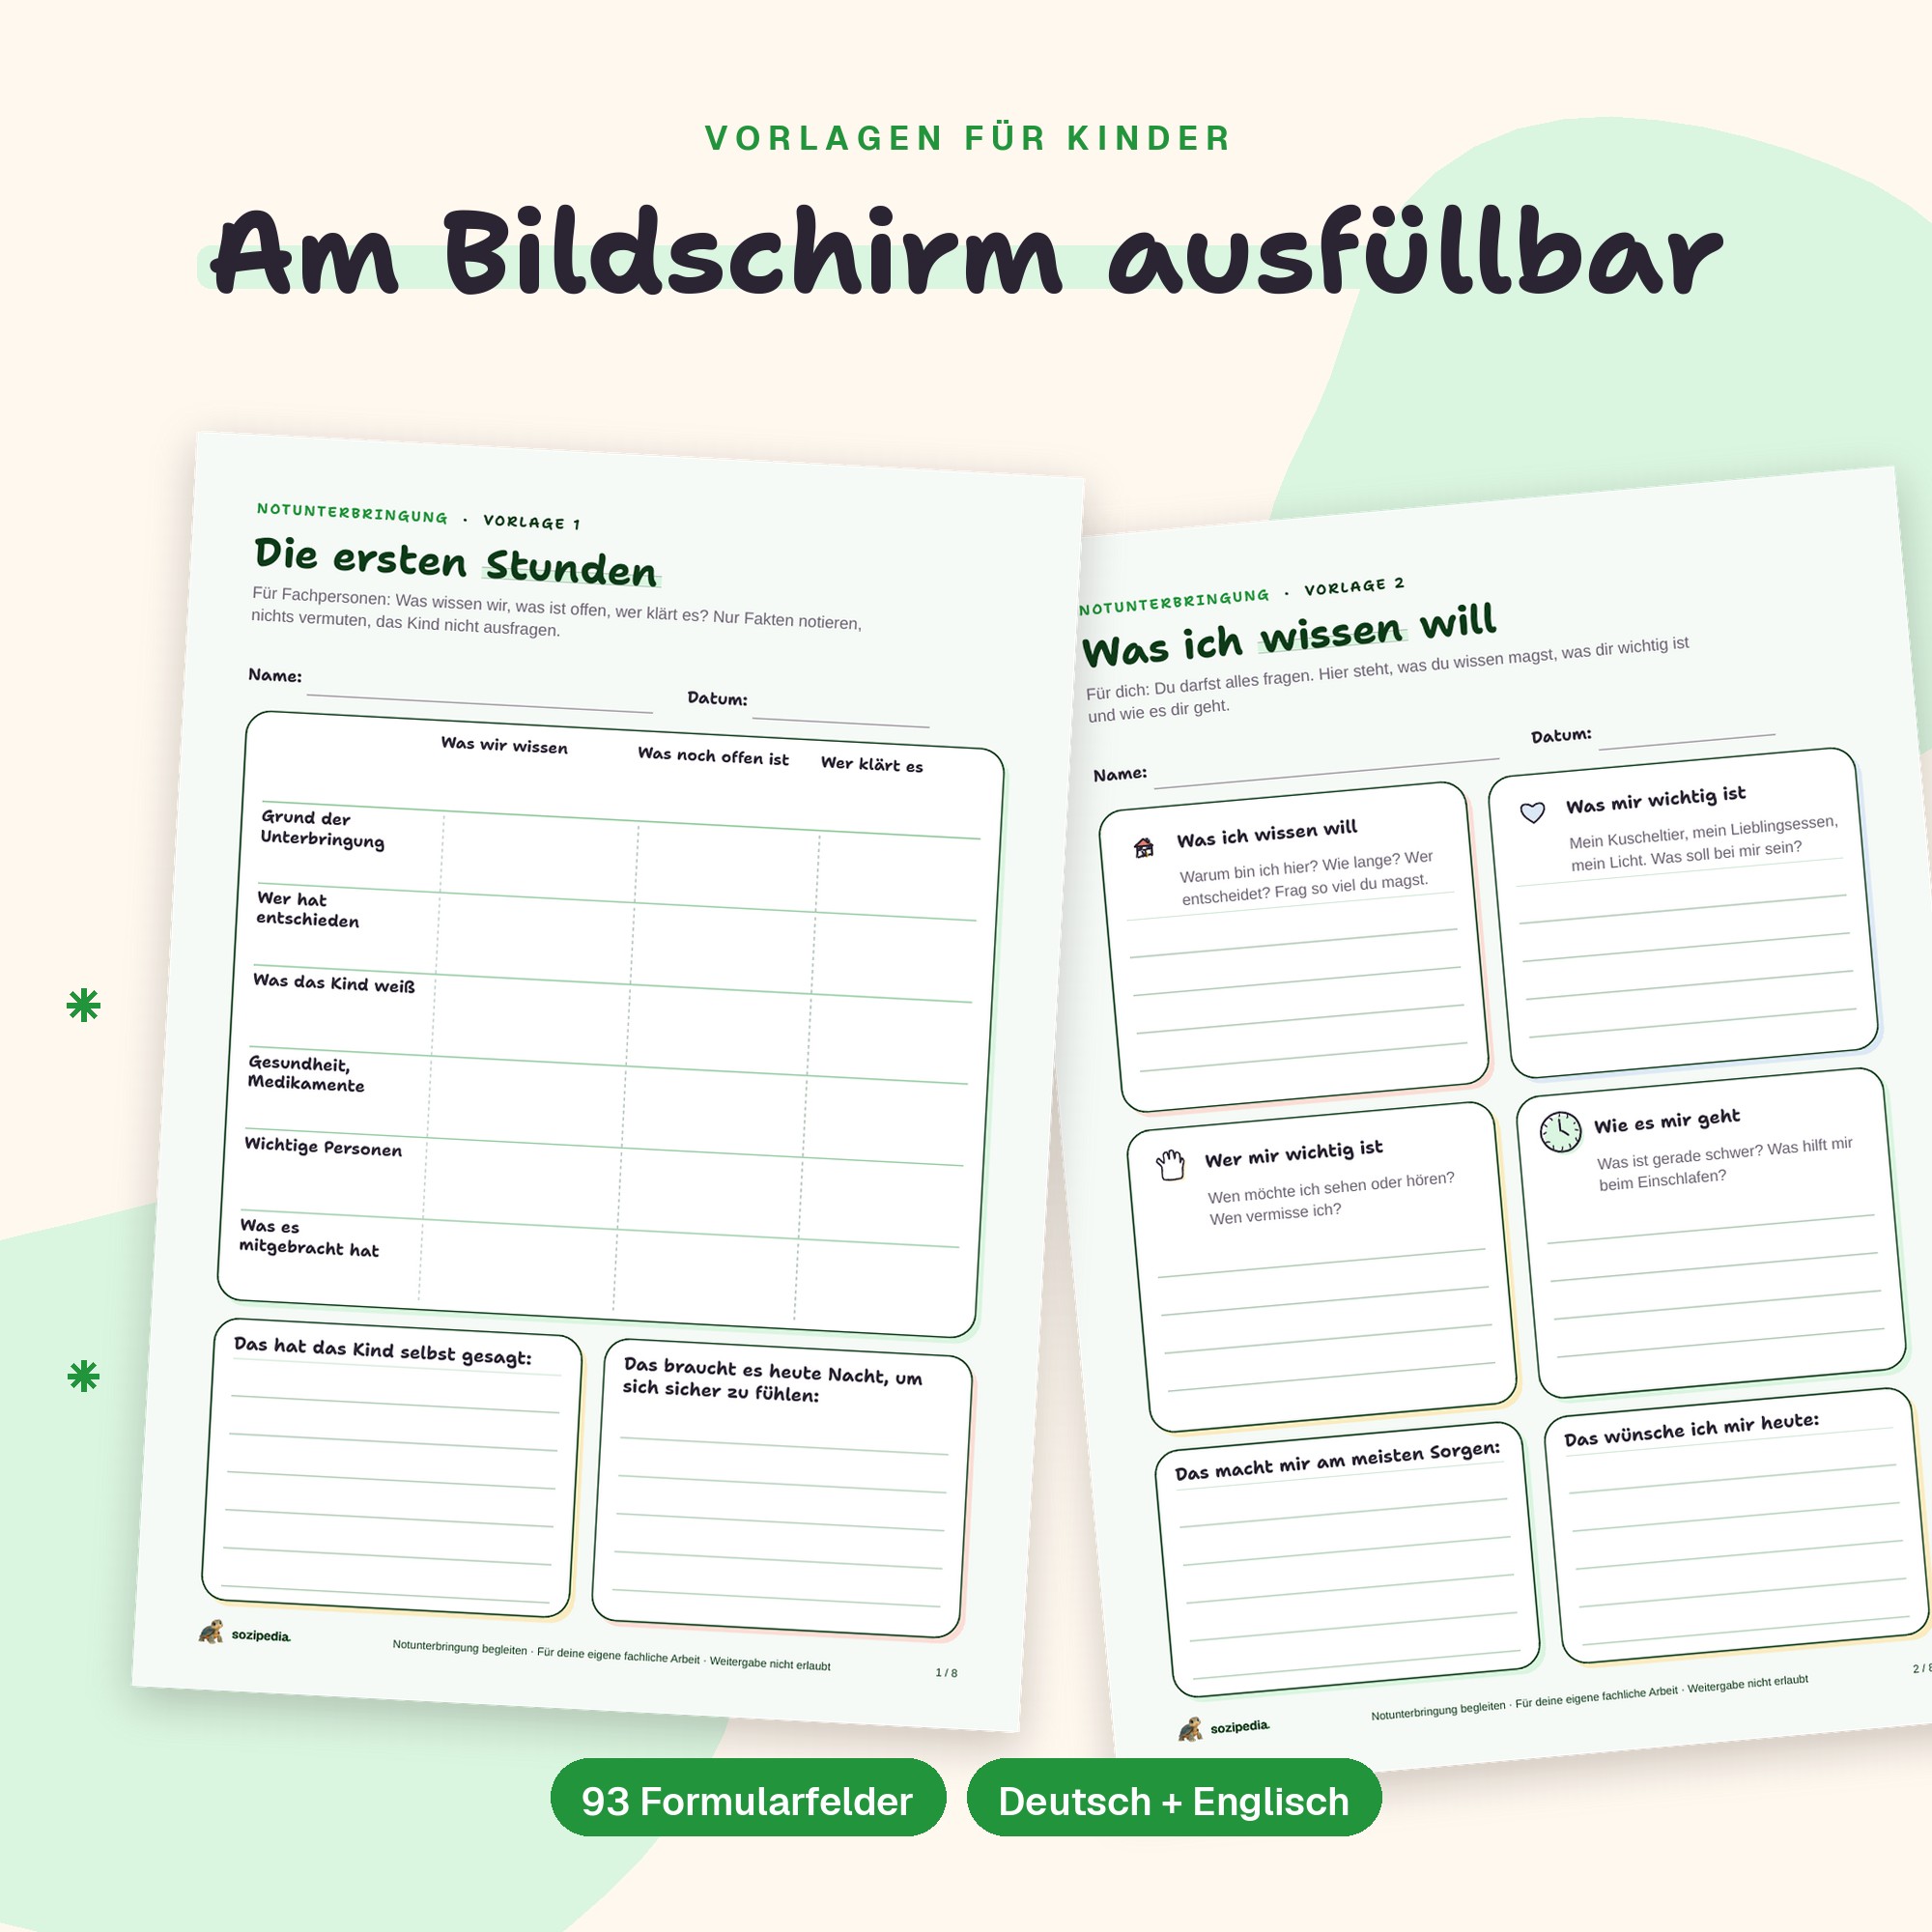 VORLAGEN FÜR KINDER
Am Bildschirm ausfüllbar
NOTUNTERBRINGUNG · VORLAGE 1
Die ersten Stunden
Für Fachpersonen: Was wissen wir, was ist offen, wer klärt es? Nur Fakten notieren,
nichts vermuten, das Kind nicht ausfragen.
Name:
Datum:
Was wir wissen
Was noch offen ist
Wer klärt es
Grund der
Unterbringung
Wer hat
entschieden
Was das Kind weiß
Gesundheit,
Medikamente
Wichtige Personen
Was es
mitgebracht hat
Das hat das Kind selbst gesagt:
Das braucht es heute Nacht, um
sich sicher zu fühlen:
sozipedia.
Notunterbringung begleiten · Für deine eigene fachliche Arbeit · Weitergabe nicht erlaubt
1 / 8
NOTUNTERBRINGUNG · VORLAGE 2
Was ich wissen will
Für dich: Du darfst alles fragen. Hier steht, was du wissen magst, was dir wichtig ist
und wie es dir geht.
Name:
Datum:
Was ich wissen will
Warum bin ich hier? Wie lange? Wer
entscheidet? Frag so viel du magst.
Was mir wichtig ist
Mein Kuscheltier, mein Lieblingsessen,
mein Licht. Was soll bei mir sein?
Wer mir wichtig ist
Wen möchte ich sehen oder hören?
Wen vermisse ich?
Wie es mir geht
Was ist gerade schwer? Was hilft mir
beim Einschlafen?
Das macht mir am meisten Sorgen:
Das wünsche ich mir heute:
sozipedia.
Notunterbringung begleiten · Für deine eigene fachliche Arbeit · Weitergabe nicht erlaubt
2 / 8
93 Formularfelder
Deutsch + Englisch